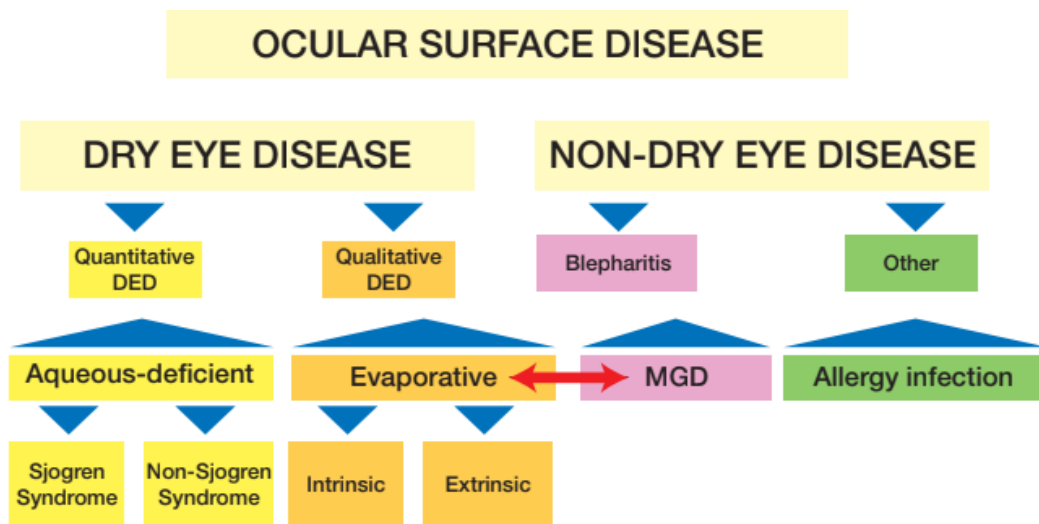 OCULAR SURFACE DISEASE
DRY EYE DISEASE
NON-DRY EYE DISEASE
Quantitative
DED
Qualitative
DED
Blepharitis
Other
Aqueous-deficient
Evaporative
MGD
Allergy infection
Sjogren
Syndrome
Non-Sjogren
Syndrome
Intrinsic
Extrinsic